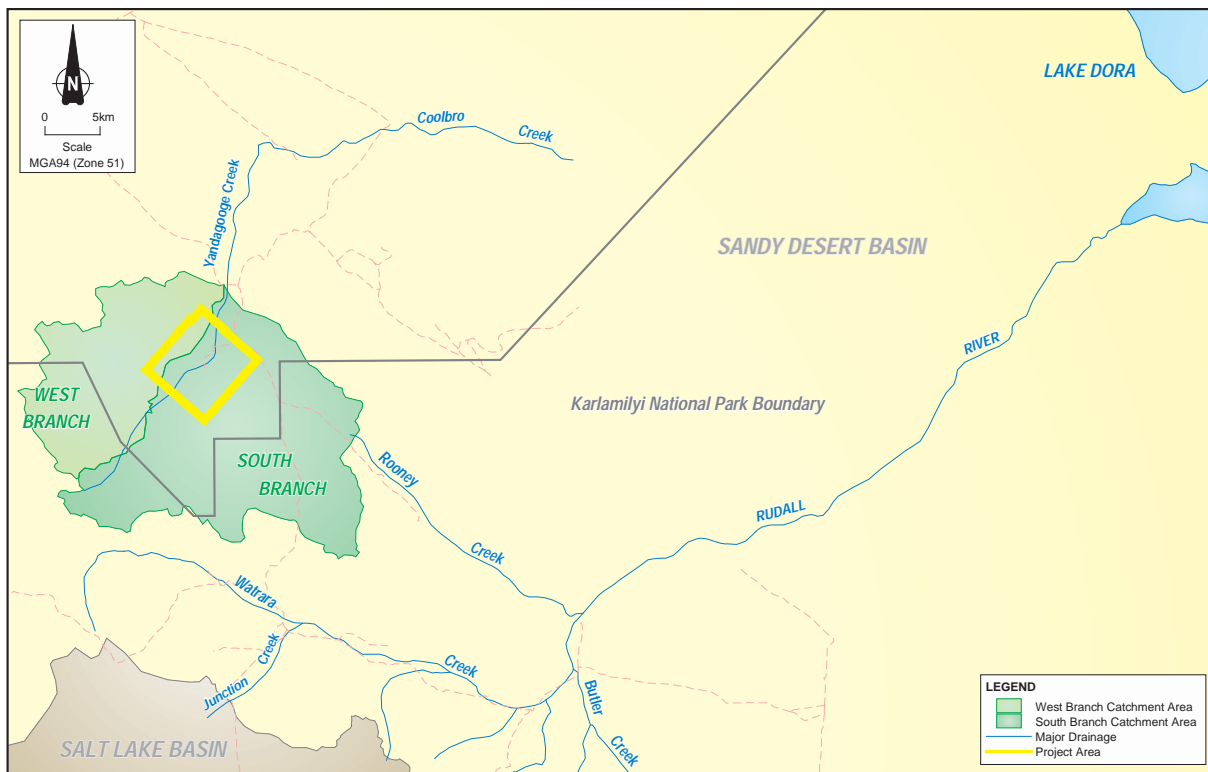 N
0 5km
Scale
MGA94 (Zone 51)
LAKE DORA
Coolbro
Creek
Yandagooge Creek
SANDY DESERT BASIN
RIVER
WEST
BRANCH
Karlamilyi National Park Boundary
SOUTH
BRANCH
Rooney
Creek
RUDALL
Watrara
Creek
Junction
Creek
Butler
Creek
SALT LAKE BASIN
LEGEND
West Branch Catchment Area
South Branch Catchment Area
Major Drainage
Project Area